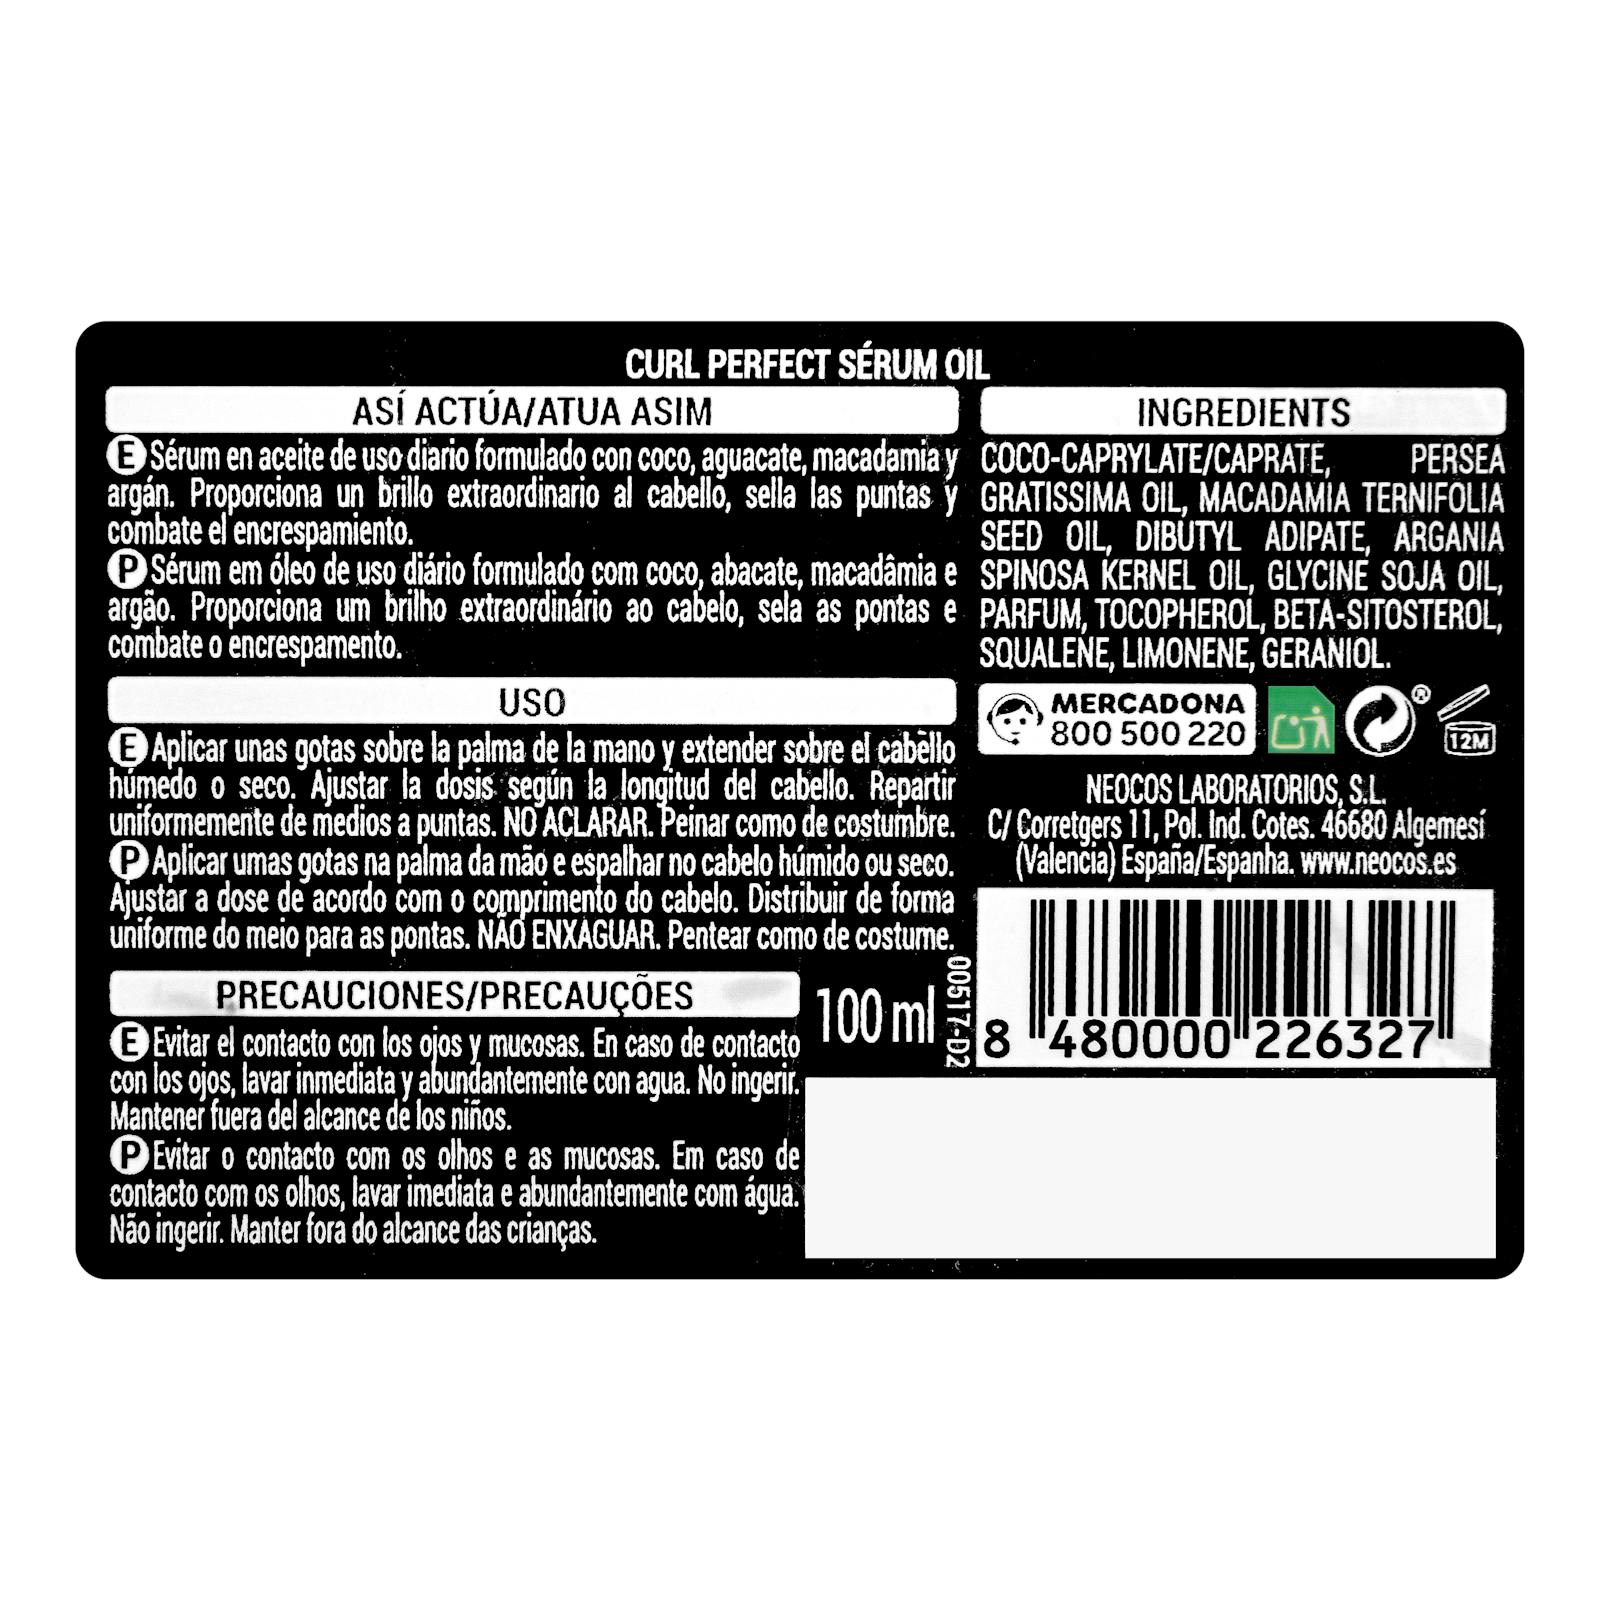 CURL PERFECT SÉRUM OIL
ASÍ ACTÚA/ATUA ASIM
E Sérum en aceite de uso diario formulado con coco, aguacate, macadamia y
argán. Proporciona un brillo extraordinario al cabello, sella las puntas y
combate el encrespamiento.
P Sérum em óleo de uso diário formulado com coco, abacate, macadâmia e
argão. Proporciona um brilho extraordinário ao cabelo, sela as pontas e
combate o encrespamento.
USO
E Aplicar unas gotas sobre la palma de la mano y extender sobre el cabello
húmedo o seco. Ajustar la dosis según la longitud del cabello. Repartir
uniformemente de medios a puntas. NO ACLARAR. Peinar como de costumbre.
P Aplicar umas gotas na palma da mão e espalhar no cabelo húmido ou seco.
Ajustar a dose de acordo com o comprimento do cabelo. Distribuir de forma
uniforme do meio para as pontas. NÃO ENXAGUAR. Pentear como de costume.
PRECAUCIONES/PRECAUÇÕES
E Evitar el contacto con los ojos y mucosas. En caso de contacto
con los ojos, lavar inmediata y abundantemente con agua. No ingerir.
Mantener fuera del alcance de los niños.
P Evitar o contacto com os olhos e as mucosas. Em caso de
contacto com os olhos, lavar imediata e abundantemente com água.
Não ingerir. Manter fora do alcance das crianças.
100 ml
00517-D2
INGREDIENTS
COCO-CAPRYLATE/CAPRATE, PERSEA
GRATISSIMA OIL, MACADAMIA TERNIFOLIA
SEED OIL, DIBUTYL ADIPATE, ARGANIA
SPINOSA KERNEL OIL, GLYCINE SOJA OIL,
PARFUM, TOCOPHEROL, BETA-SITOSTEROL,
SQUALENE, LIMONENE, GERANIOL.
MERCADONA
800 500 220
®
12M
NEOCOS LABORATORIOS, S.L.
C/ Corretgers 11, Pol. Ind. Cotes. 46680 Algemesí
(Valencia) España/Espanha. www.neocos.es
8 480000 226327